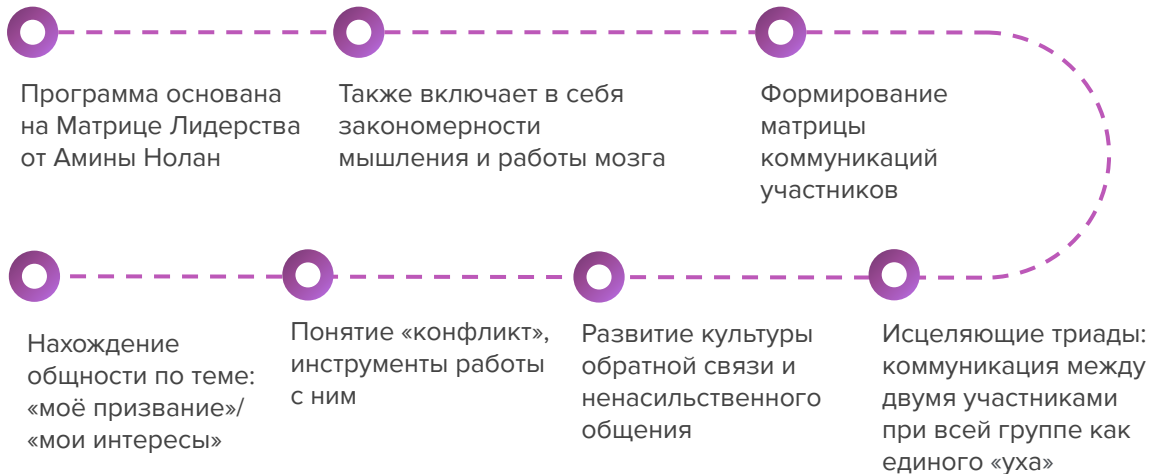 Программа основана
на Матрице Лидерства
от Амины Нолан
Также включает в себя
закономерности
мышления и работы мозга
Формирование
матрицы
коммуникаций
участников
Нахождение
общности по теме:
«моё призвание»/
«мои интересы»
Понятие «конфликт»,
инструменты работы
с ним
Развитие культуры
обратной связи и
ненасильственного
общения
Исцеляющие триады:
коммуникация между
двумя участниками
при всей группе как
единого «уха»